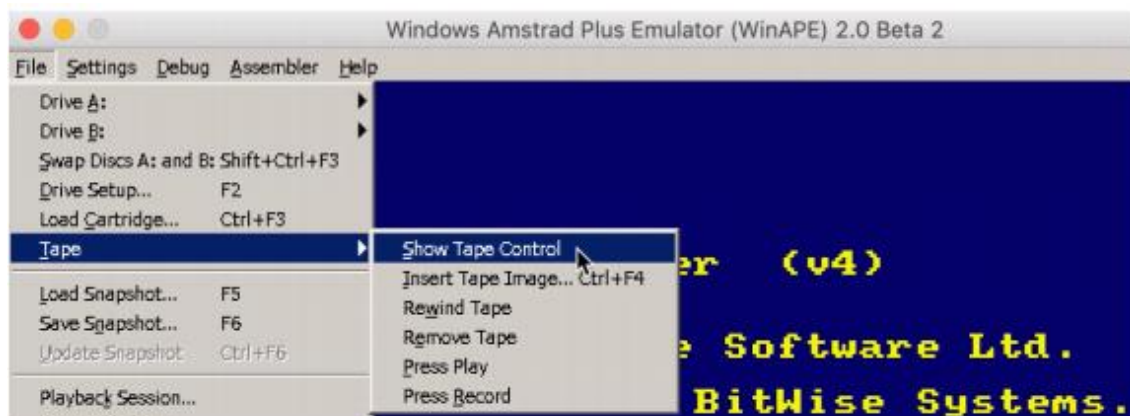 Windows Amstrad Plus Emulator (WinAPE) 2.0 Beta 2
File Settings Debug Assembler Help
Drive A:
Drive B:
Swap Discs A: and B: Shift+Ctrl+F3
Drive Setup... F2
Load Cartridge... Ctrl+F3
Tape
Load Snapshot... F5
Save Snapshot... F6
Update Snapshot Ctrl+F6
Playback Session...
Show Tape Control
Insert Tape Image... Ctrl+F4
Rewind Tape
Remove Tape
Press Play
Press Record
er (v4)
e Software Ltd.
BitWise Systems.